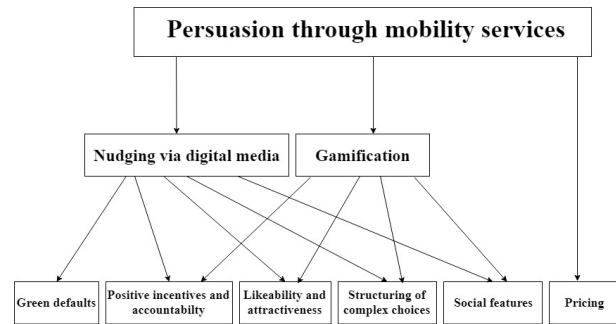 Persuasion through mobility services
Nudging via digital media
Gamification
Green defaults
Positive incentives and
accountabilty
Likeability and
attractiveness
Structuring of
complex choices
Social features
Pricing